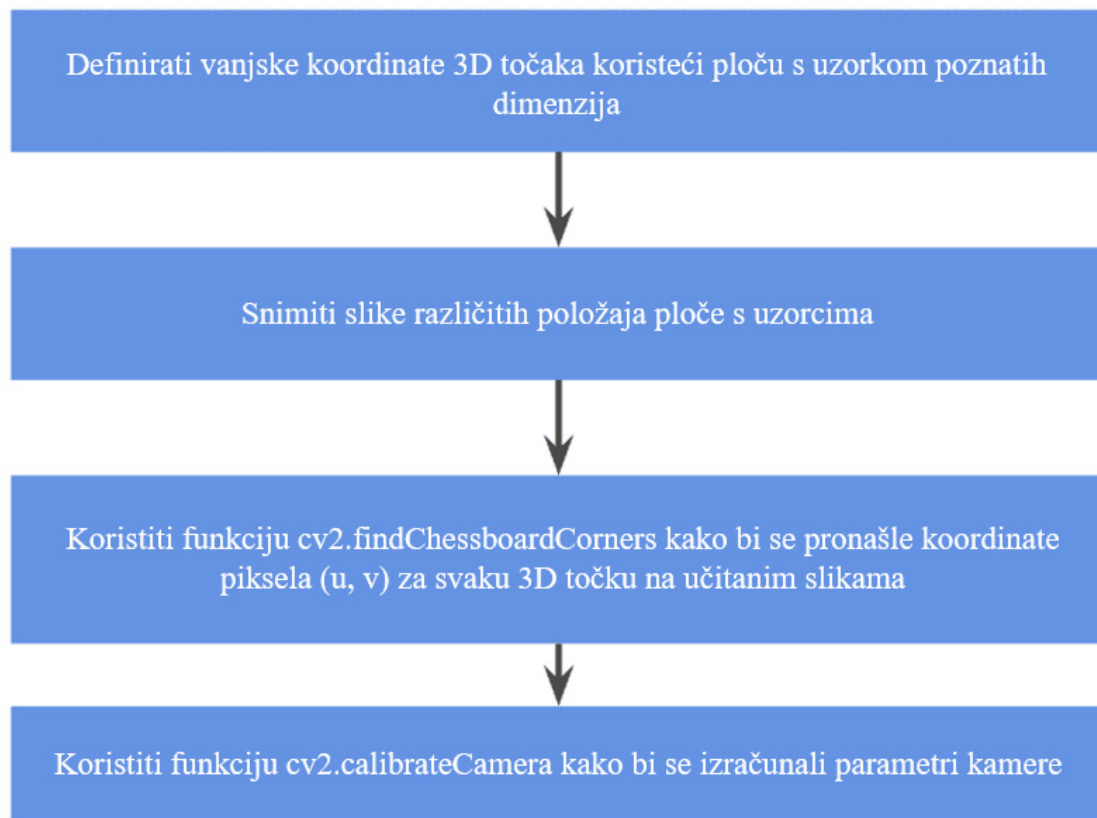 Definirati vanjske koordinate 3D točaka koristeći ploču s uzorkom poznatih
dimenzija
Snimiti slike različitih položaja ploče s uzorcima
Koristiti funkciju cv2.findChessboardCorners kako bi se pronašle koordinate
piksela (u, v) za svaku 3D točku na učitanim slikama
Koristiti funkciju cv2.calibrateCamera kako bi se izračunali parametri kamere